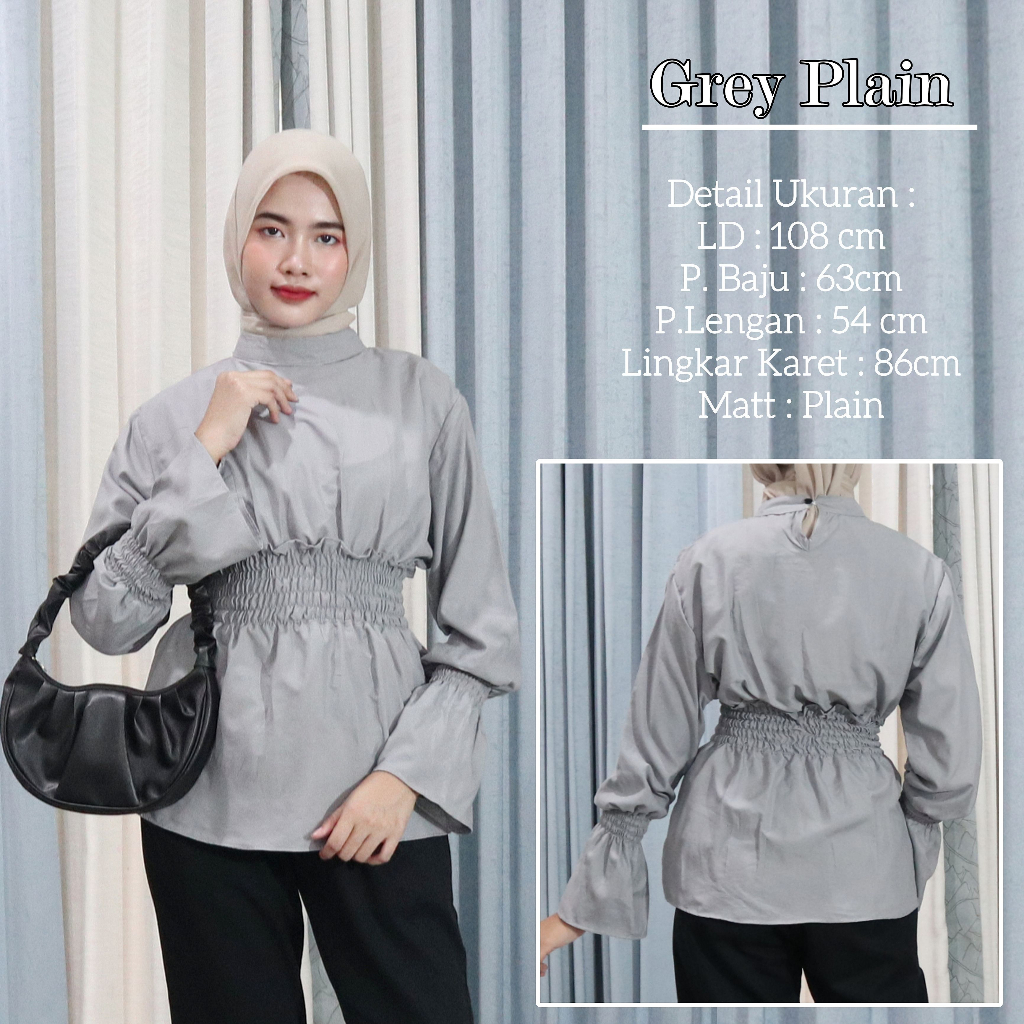 Grey Plain
Detail Ukuran :
LD : 108 cm
P. Baju : 63cm
P.Lengan : 54 cm
Lingkar Karet : 86cm
Matt : Plain